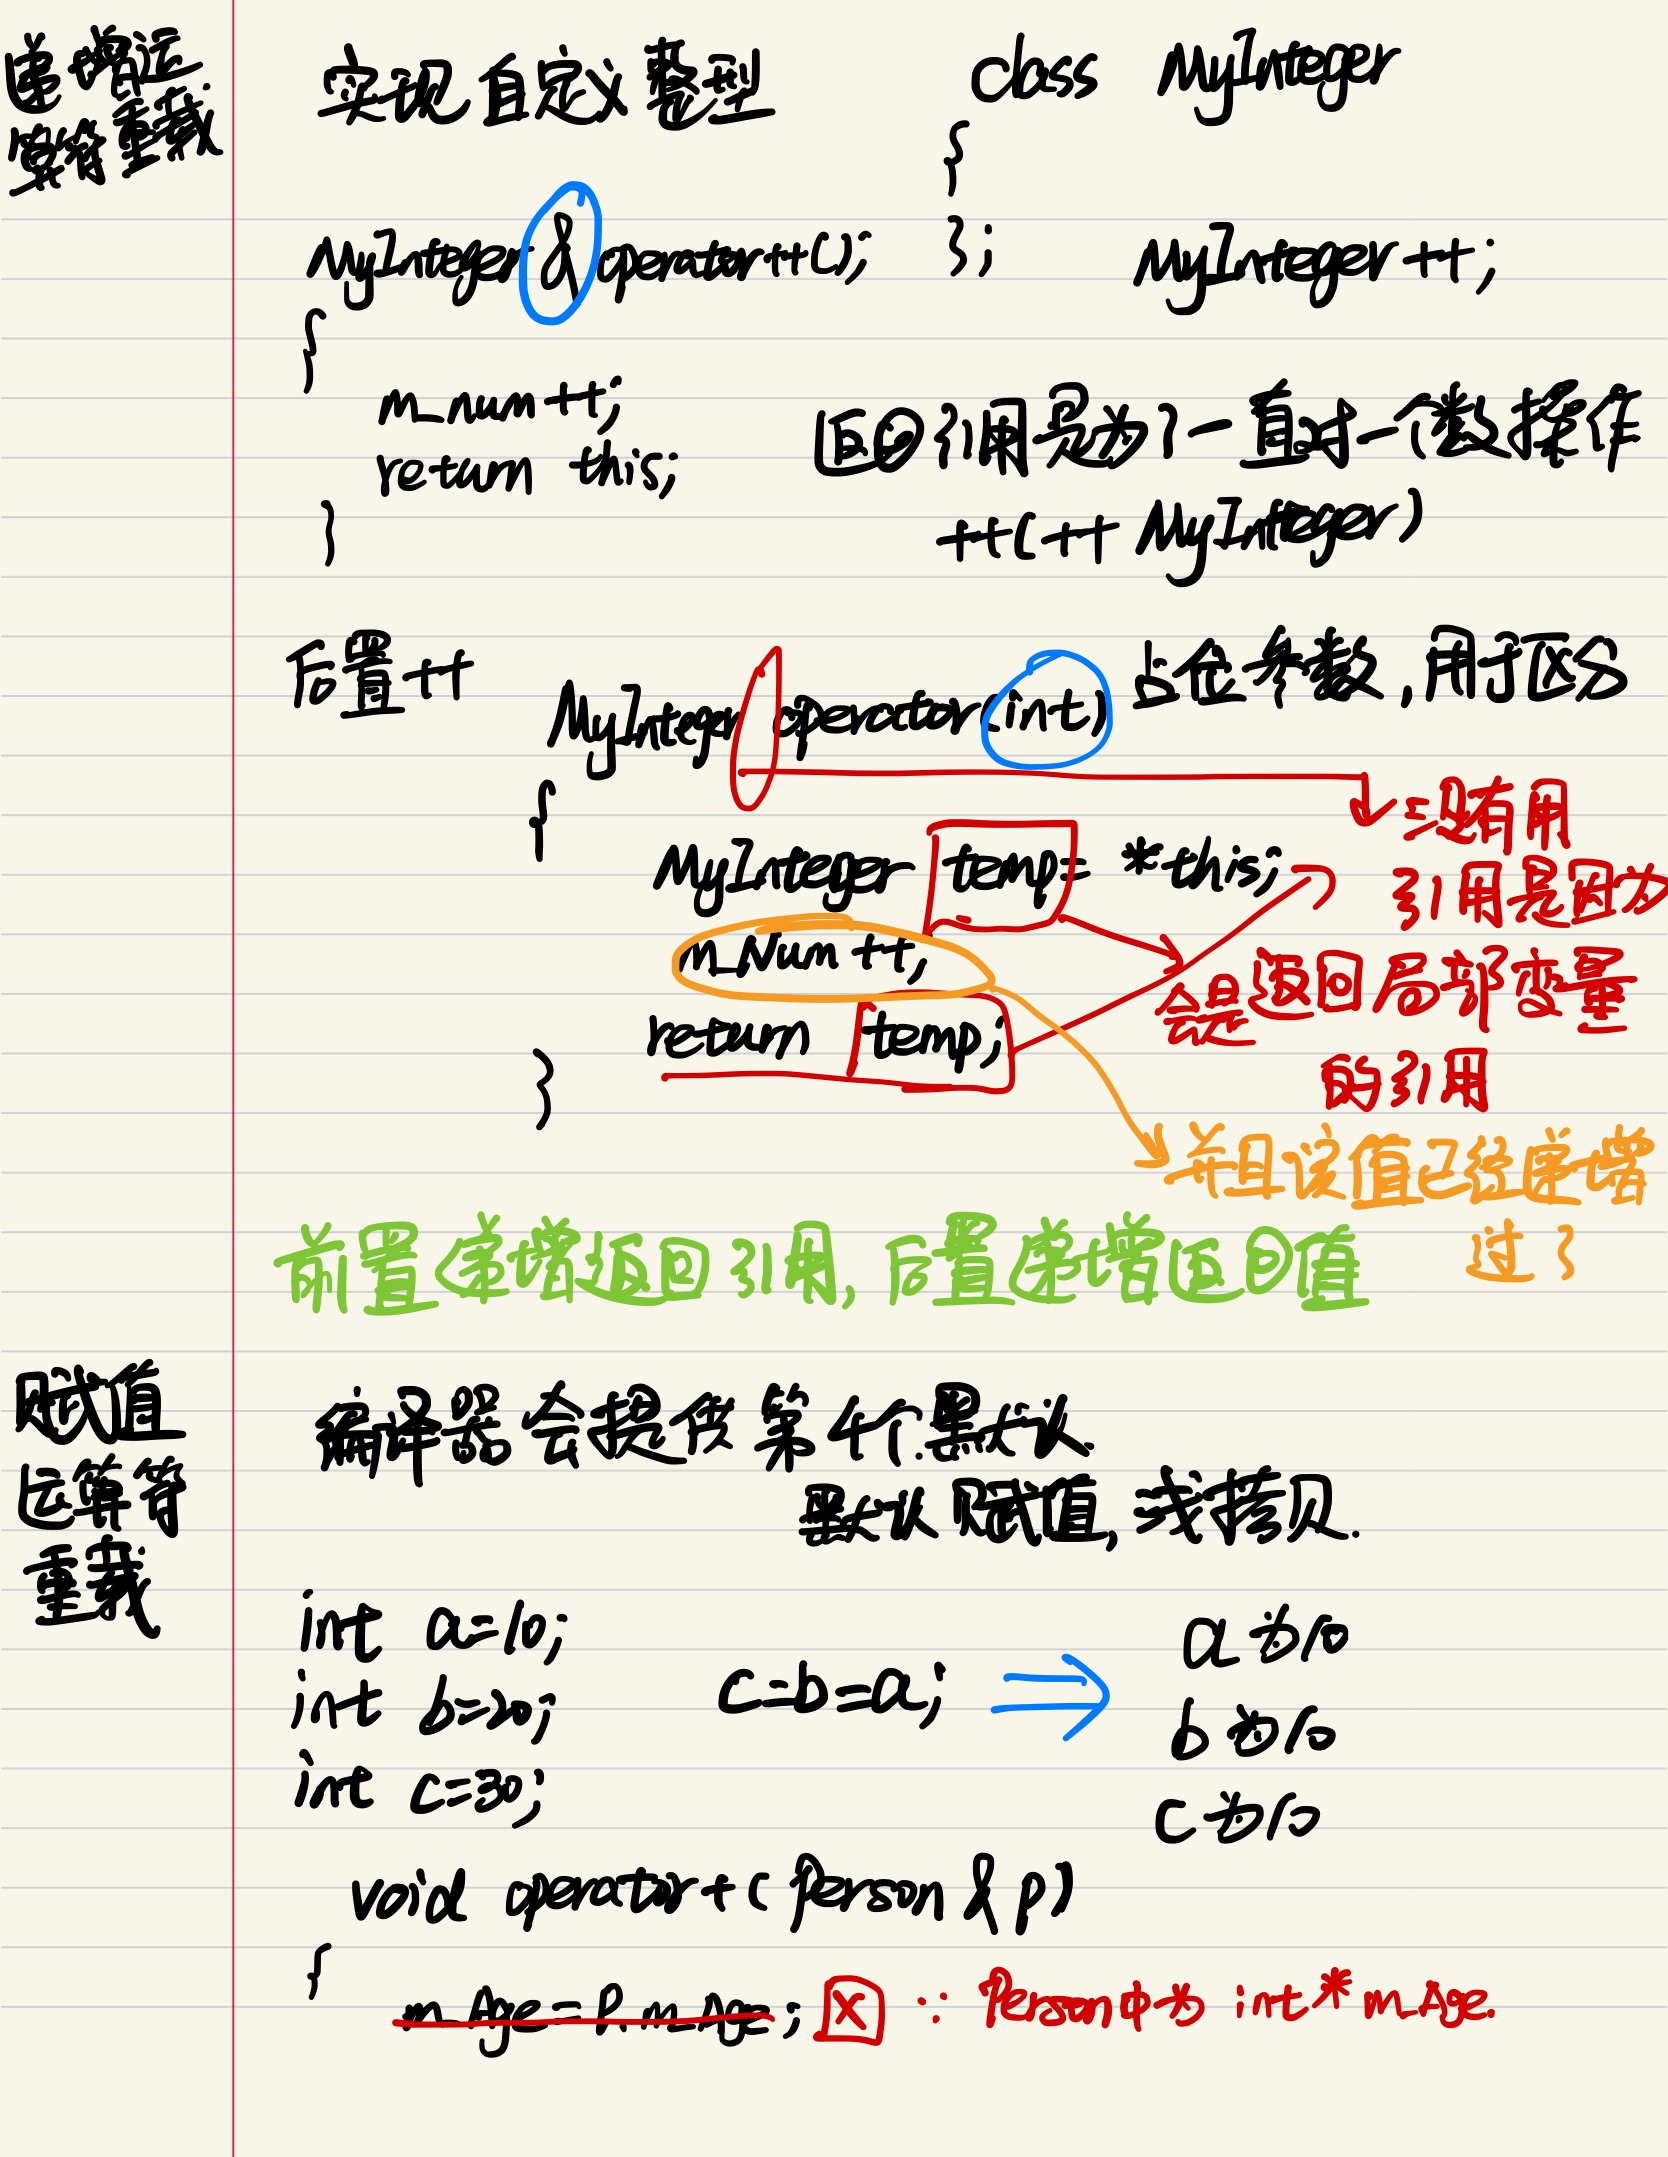 递增运
算符重载
实现自定义整型
class MyInteger
{
};
MyInteger++;
MyInteger & operator++();
{
m_num++;
return this;
}
返回引用是为了一直对一个数操作
++(++MyInteger)
后置++
MyInteger operator(int)
占位参数,用于区分
{
MyInteger temp = *this;
m_Num++;
return temp;
}
没有用
引用是因为
会是返回局部变量
的引用
并且该值已经递增
过了
前置递增返回引用,后置递增返回值
赋值
运算符
重载
编译器会提供第4个默认
默认赋值,浅拷贝.
int a=10;
int b=20;
int c=30;
c=b=a;
⇒
a为10
b为10
c为10
void operator+(Person & p)
{
m_Age=P.m_Age; X ∵ Person中为 int* m_Age.